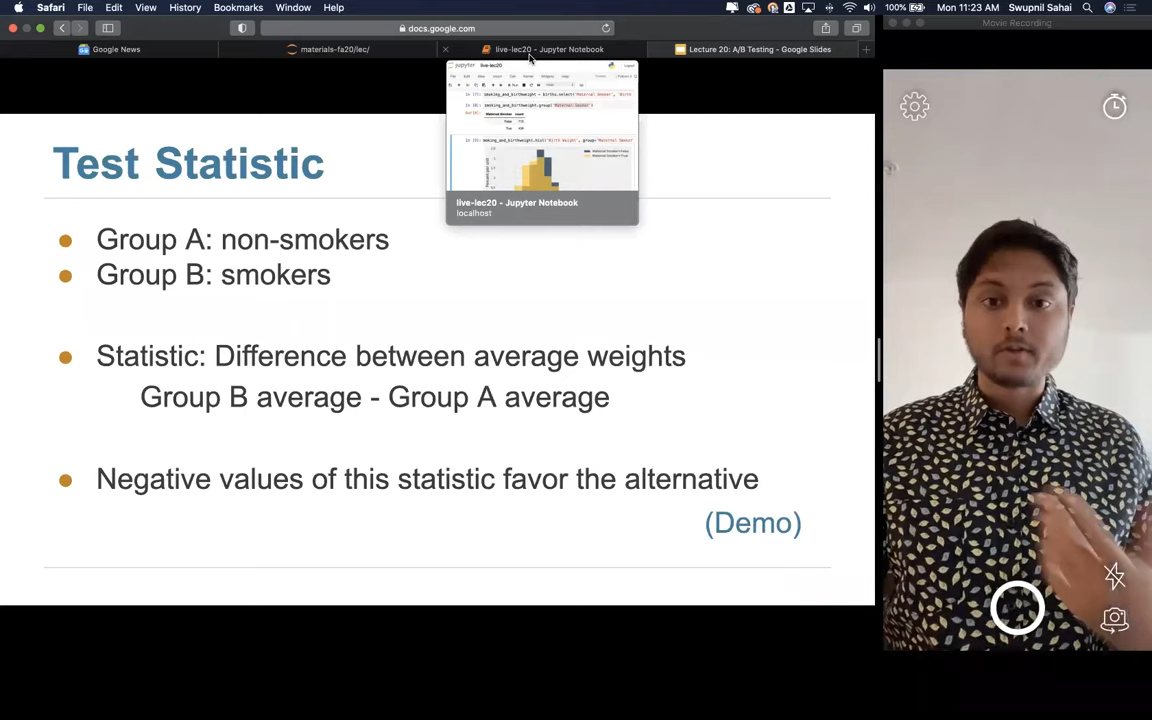 Safari File Edit View History Bookmarks Window Help
100% Mon 11:23 AM Swupnil Sahai
docs.google.com
Movie Recording
Google News
materials-fa20/lec/
live-lec20 - Jupyter Notebook
Lecture 20: A/B Testing - Google Slides
jupyter live-lec20
live-lec20 - Jupyter Notebook
localhost
Test Statistic
Group A: non-smokers
Group B: smokers
Statistic: Difference between average weights
Group B average - Group A average
Negative values of this statistic favor the alternative
(Demo)